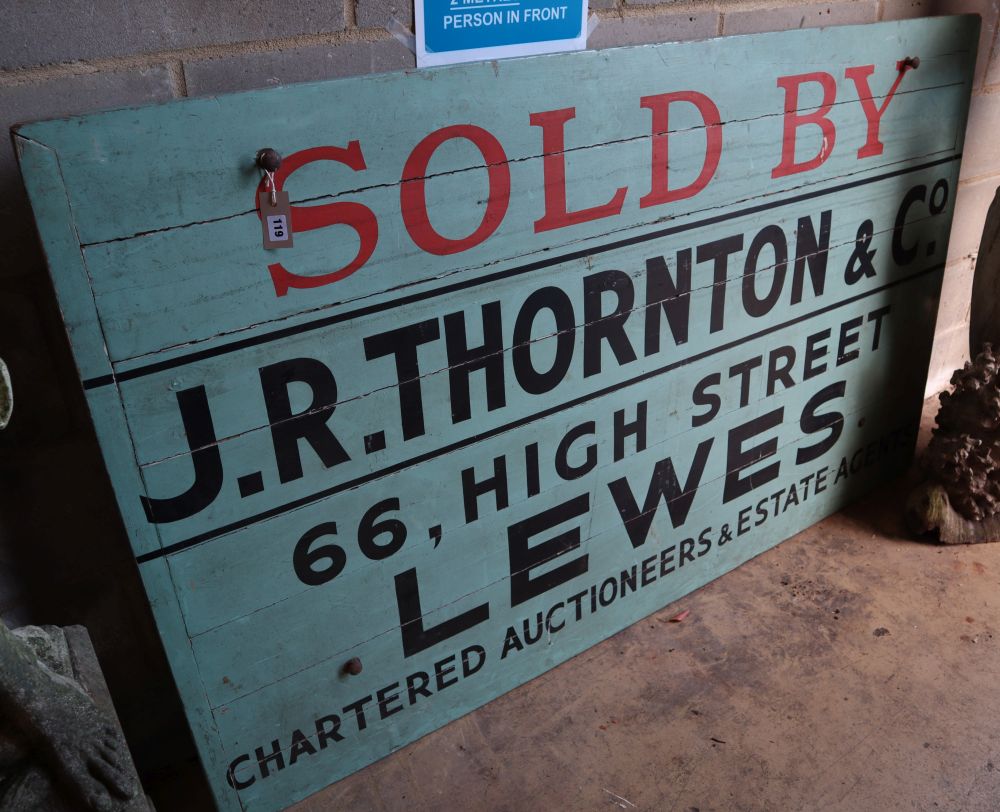 PERSON IN FRONT
SOLD BY
119
J.R. THORNTON & Co.
66, HIGH STREET
LEWES
CHARTERED AUCTIONEERS & ESTATE AGENTS